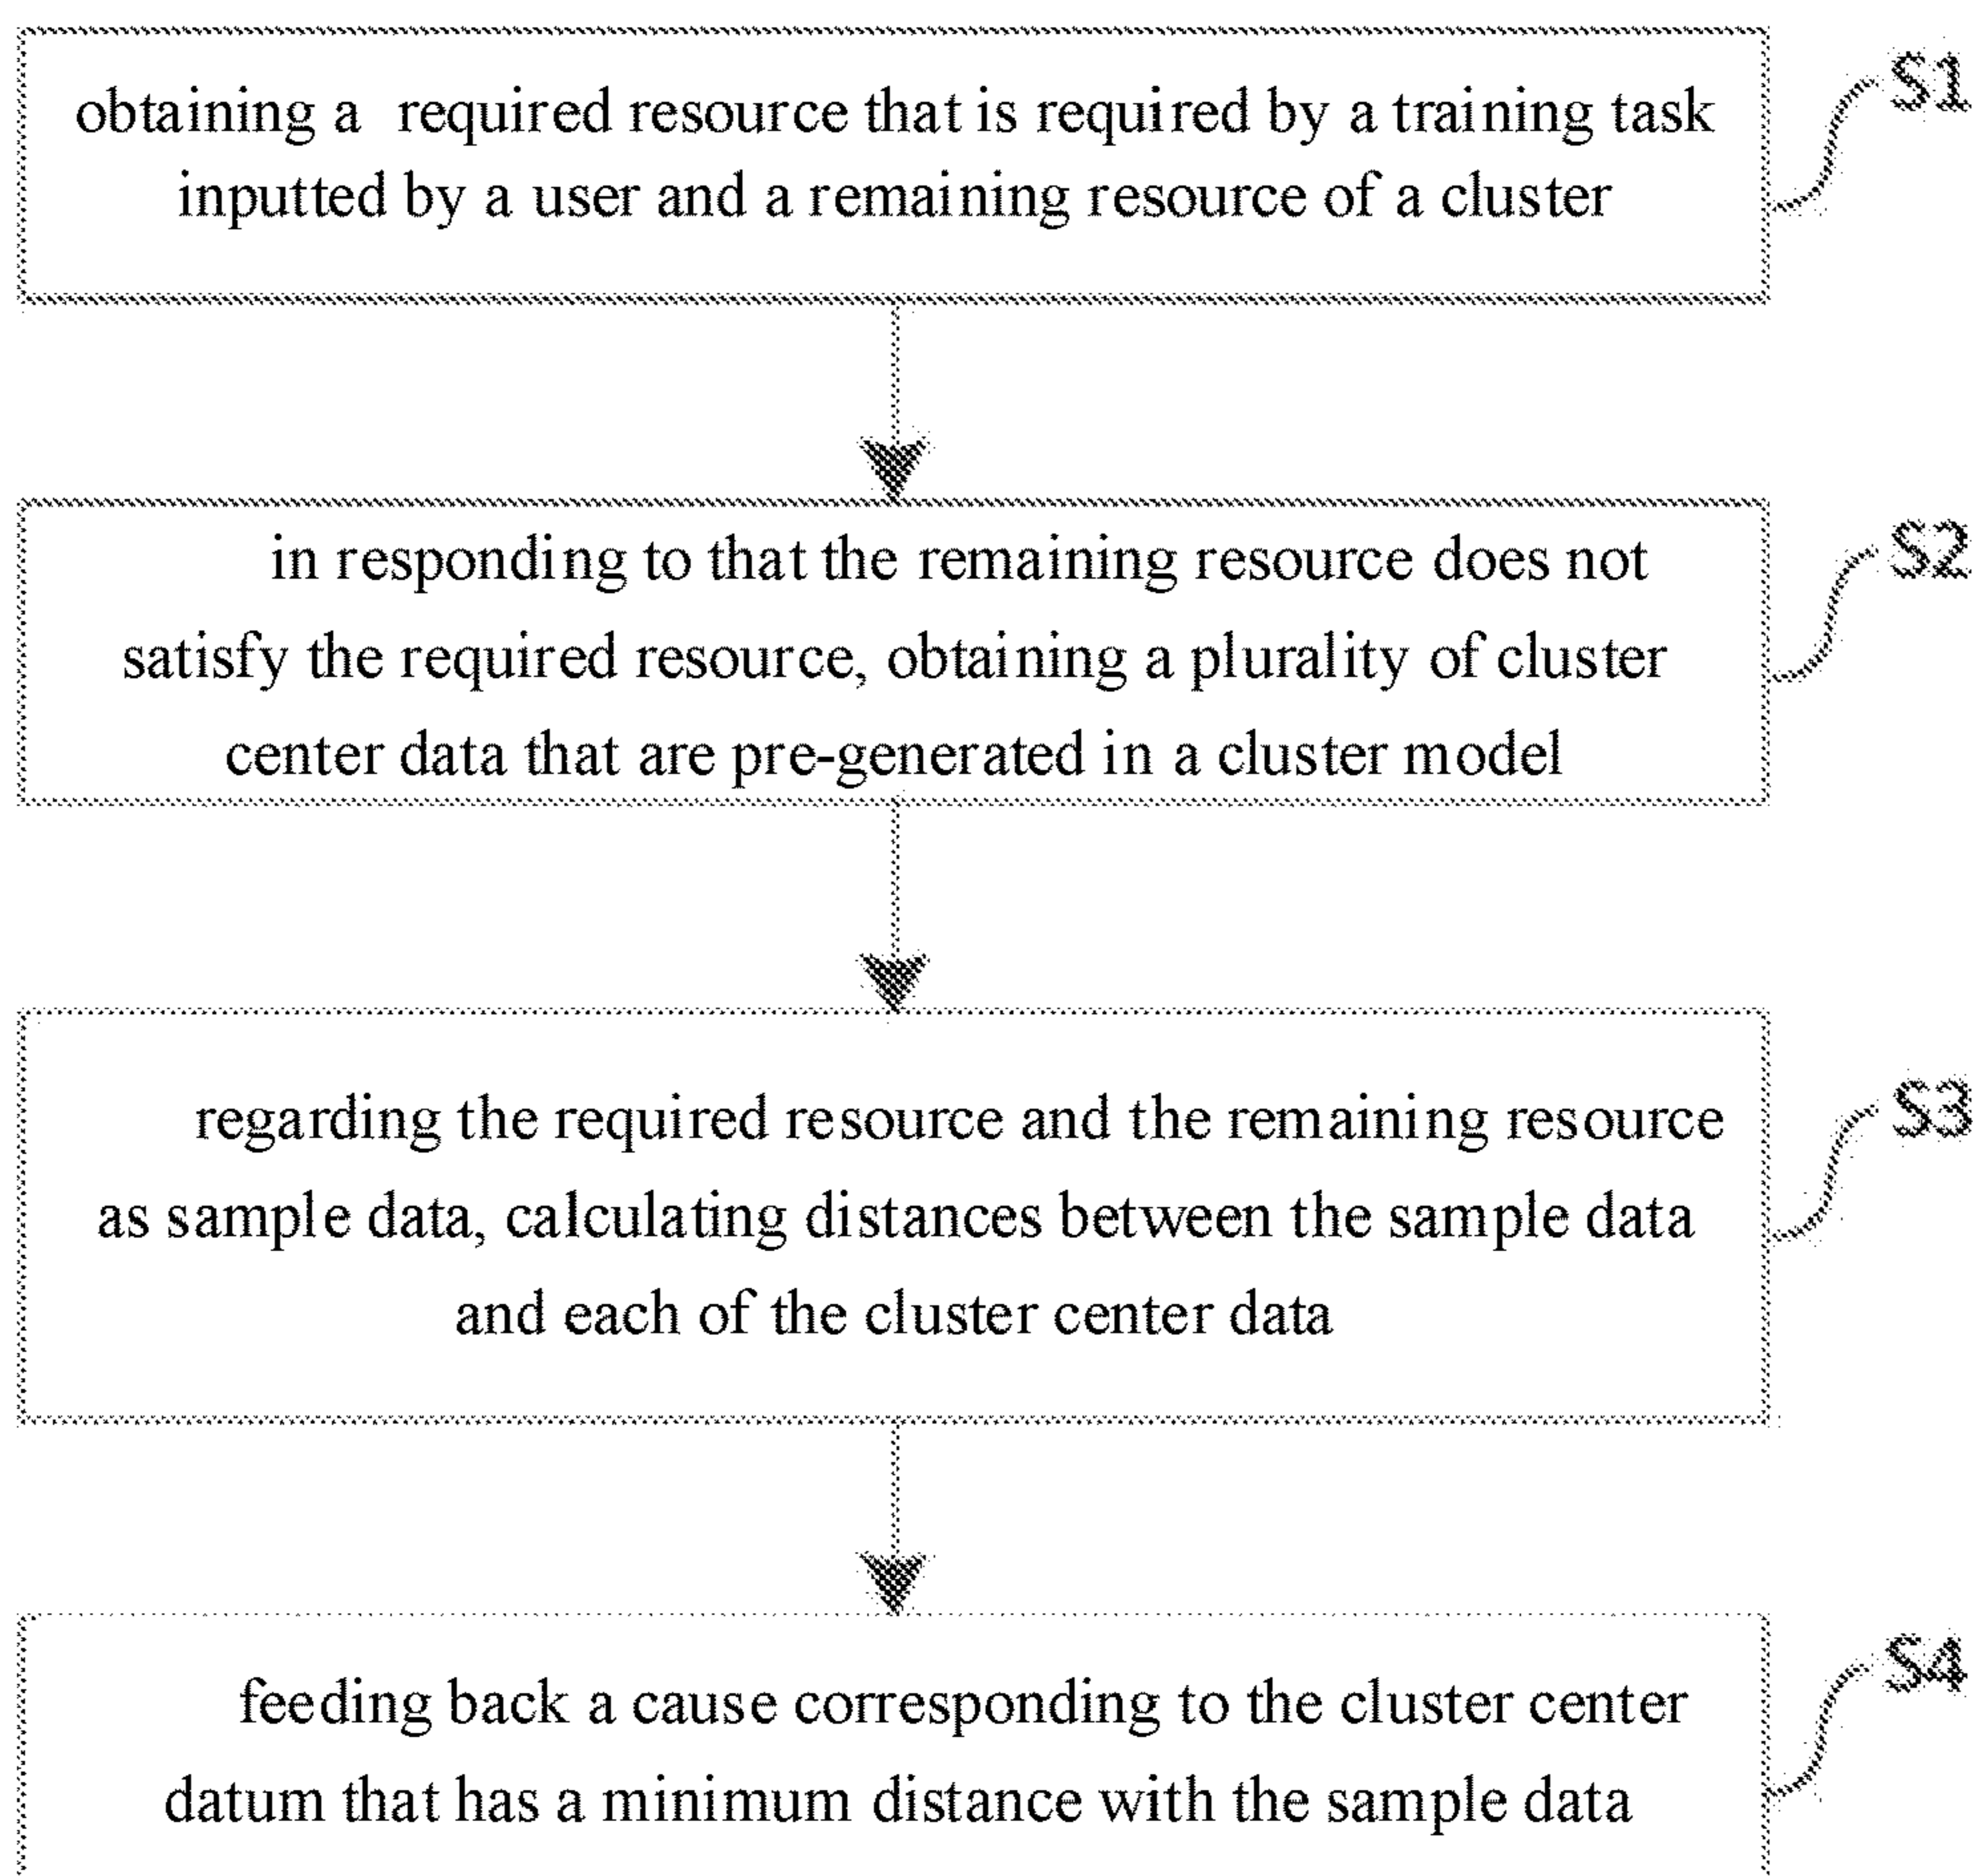 obtaining a required resource that is required by a training task
inputted by a user and a remaining resource of a cluster
S1
in responding to that the remaining resource does not
satisfy the required resource, obtaining a plurality of cluster
center data that are pre-generated in a cluster model
S2
regarding the required resource and the remaining resource
as sample data, calculating distances between the sample data
and each of the cluster center data
S3
feeding back a cause corresponding to the cluster center
datum that has a minimum distance with the sample data
S4